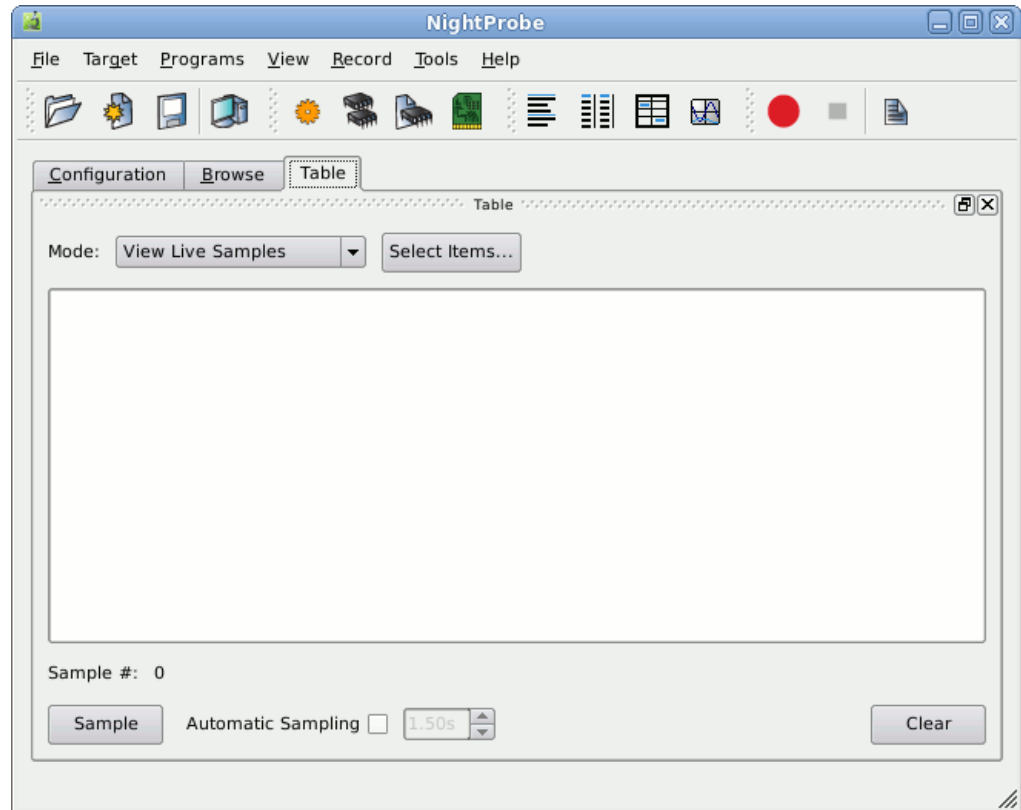 NightProbe
File Target Programs View Record Tools Help
Configuration Browse Table
Table
Mode: View Live Samples Select Items...
Sample #: 0
Sample Automatic Sampling 1.50s Clear